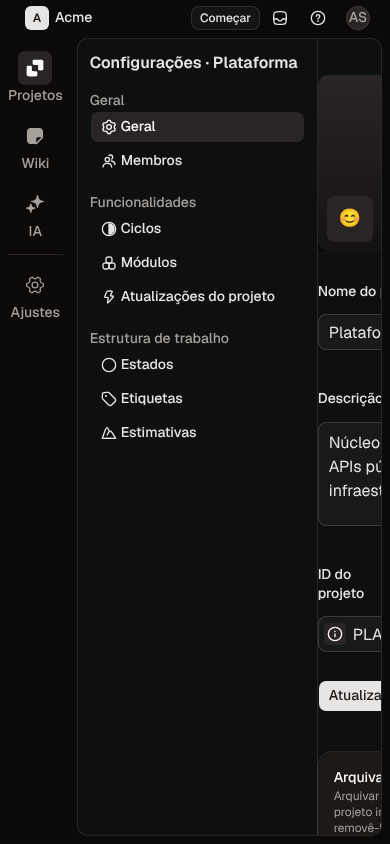 A Acme
Começar
AS
Projetos
Wiki
IA
Ajustes
Configurações · Plataforma
Geral
Geral
Membros
Funcionalidades
Ciclos
Módulos
Atualizações do projeto
Estrutura de trabalho
Estados
Etiquetas
Estimativas
Nome do
Platafo
Descrição
Núcleo
APIs pú
infraest
ID do
projeto
PLA
Atualiza
Arquiva
Arquivar
projeto ir
removê-l